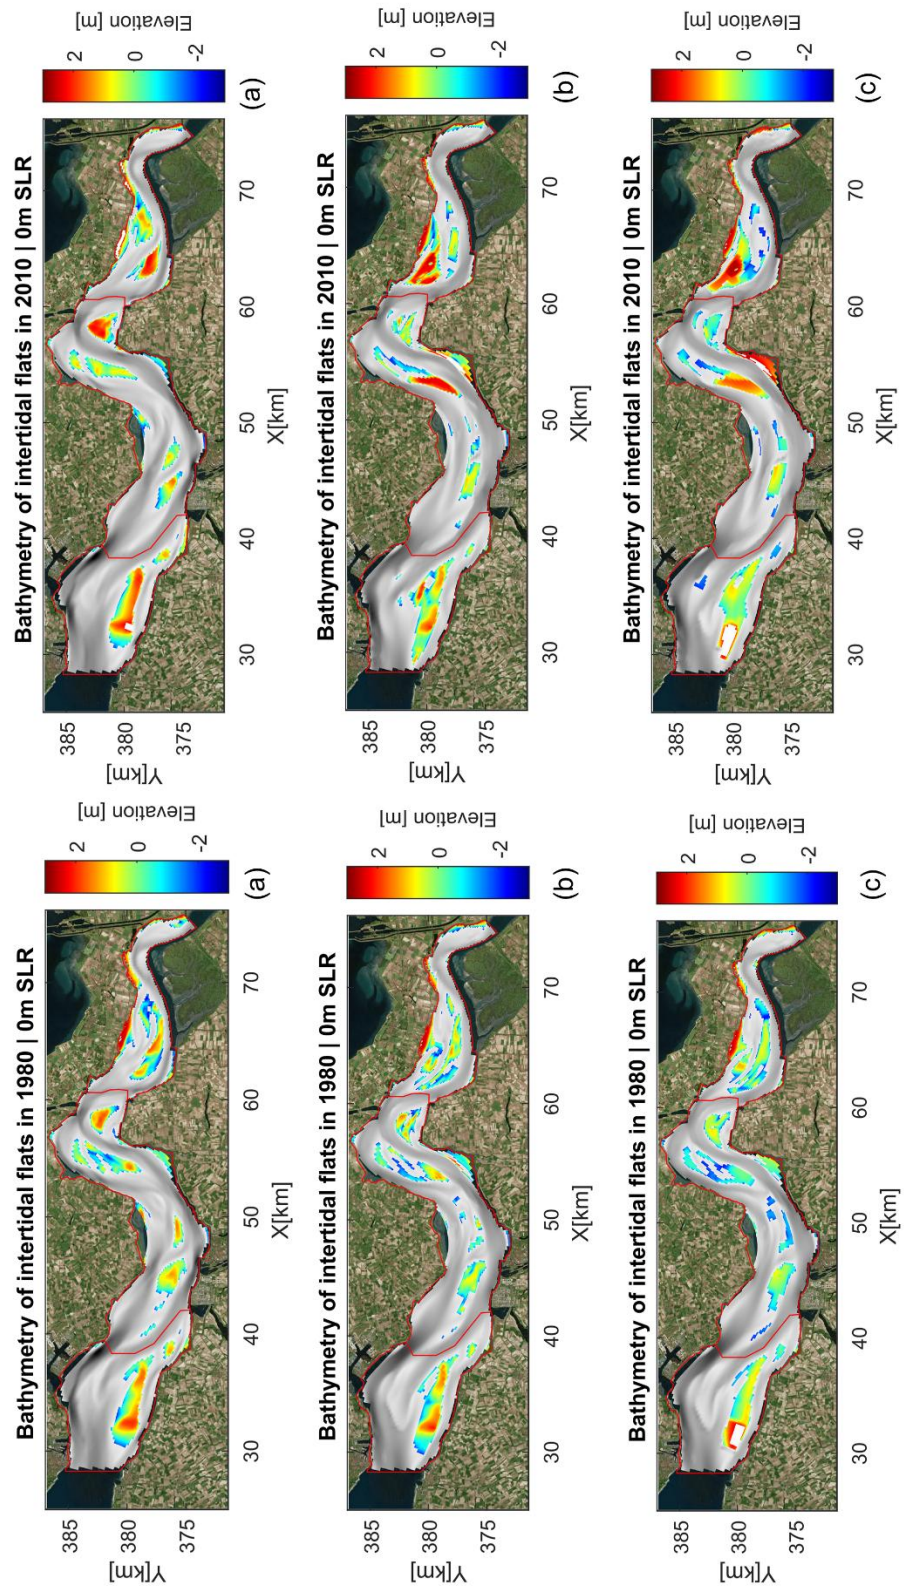 Bathymetry of intertidal flats in 1980 | 0m SLR
385
380
375
Y[km]
30
40
50
60
70
X[km]
2
0
-2
Elevation [m]
(a)
Bathymetry of intertidal flats in 2010 | 0m SLR
385
380
375
Y[km]
30
40
50
60
70
X[km]
2
0
-2
Elevation [m]
(a)
Bathymetry of intertidal flats in 1980 | 0m SLR
385
380
375
Y[km]
30
40
50
60
70
X[km]
2
0
-2
Elevation [m]
(b)
Bathymetry of intertidal flats in 2010 | 0m SLR
385
380
375
Y[km]
30
40
50
60
70
X[km]
2
0
-2
Elevation [m]
(b)
Bathymetry of intertidal flats in 1980 | 0m SLR
385
380
375
Y[km]
30
40
50
60
70
X[km]
2
0
-2
Elevation [m]
(c)
Bathymetry of intertidal flats in 2010 | 0m SLR
385
380
375
Y[km]
30
40
50
60
70
X[km]
2
0
-2
Elevation [m]
(c)